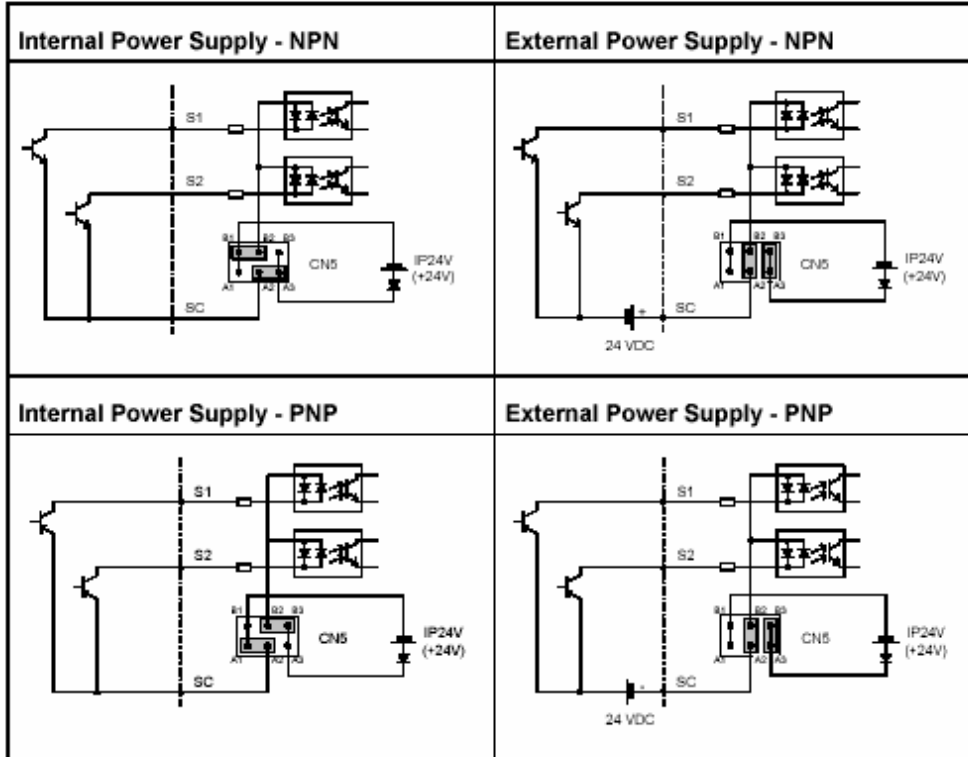 Internal Power Supply - NPN
External Power Supply - NPN
S1
S2
B1 B2 B3
CN5
A1 A2 A3
IP24V
(+24V)
SC
S1
S2
B1 B2 B3
CN5
A1 A2 A3
IP24V
(+24V)
+
SC
24 VDC
Internal Power Supply - PNP
External Power Supply - PNP
S1
S2
B1 B2 B3
CN5
A1 A2 A3
IP24V
(+24V)
SC
S1
S2
B1 B2 B3
CN5
A1 A2 A3
IP24V
(+24V)
-
SC
24 VDC